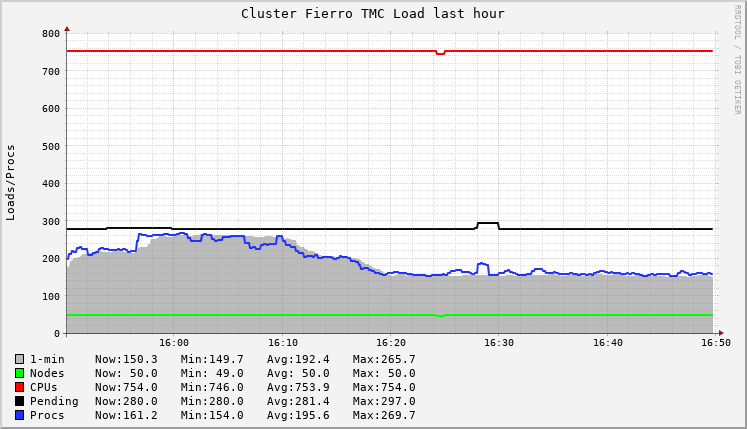 Cluster Fierro TMC Load last hour
RRDTOOL / TOBI OETIKER
Loads/Procs
800
700
600
500
400
300
200
100
0
16:00 16:10 16:20 16:30 16:40 16:50
1-min Now:150.3 Min:149.7 Avg:192.4 Max:265.7
Nodes Now: 50.0 Min: 49.0 Avg: 50.0 Max: 50.0
CPUs Now:754.0 Min:746.0 Avg:753.9 Max:754.0
Pending Now:280.0 Min:280.0 Avg:281.4 Max:297.0
Procs Now:161.2 Min:154.0 Avg:195.6 Max:269.7